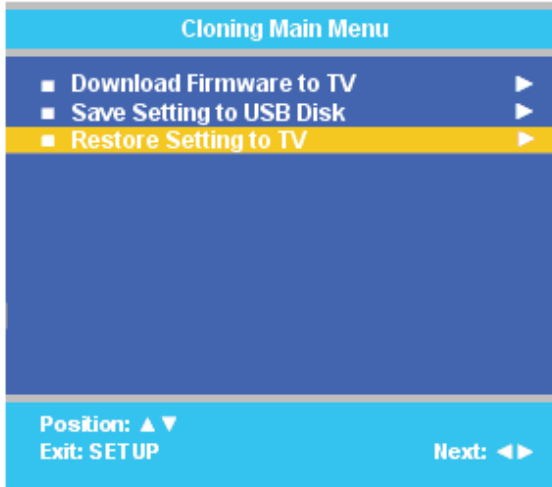 Cloning Main Menu
■ Download Firmware to TV ▶
■ Save Setting to USB Disk ▶
■ Restore Setting to TV ▶
Position: ▲▼
Exit: SETUP Next: ◀▶